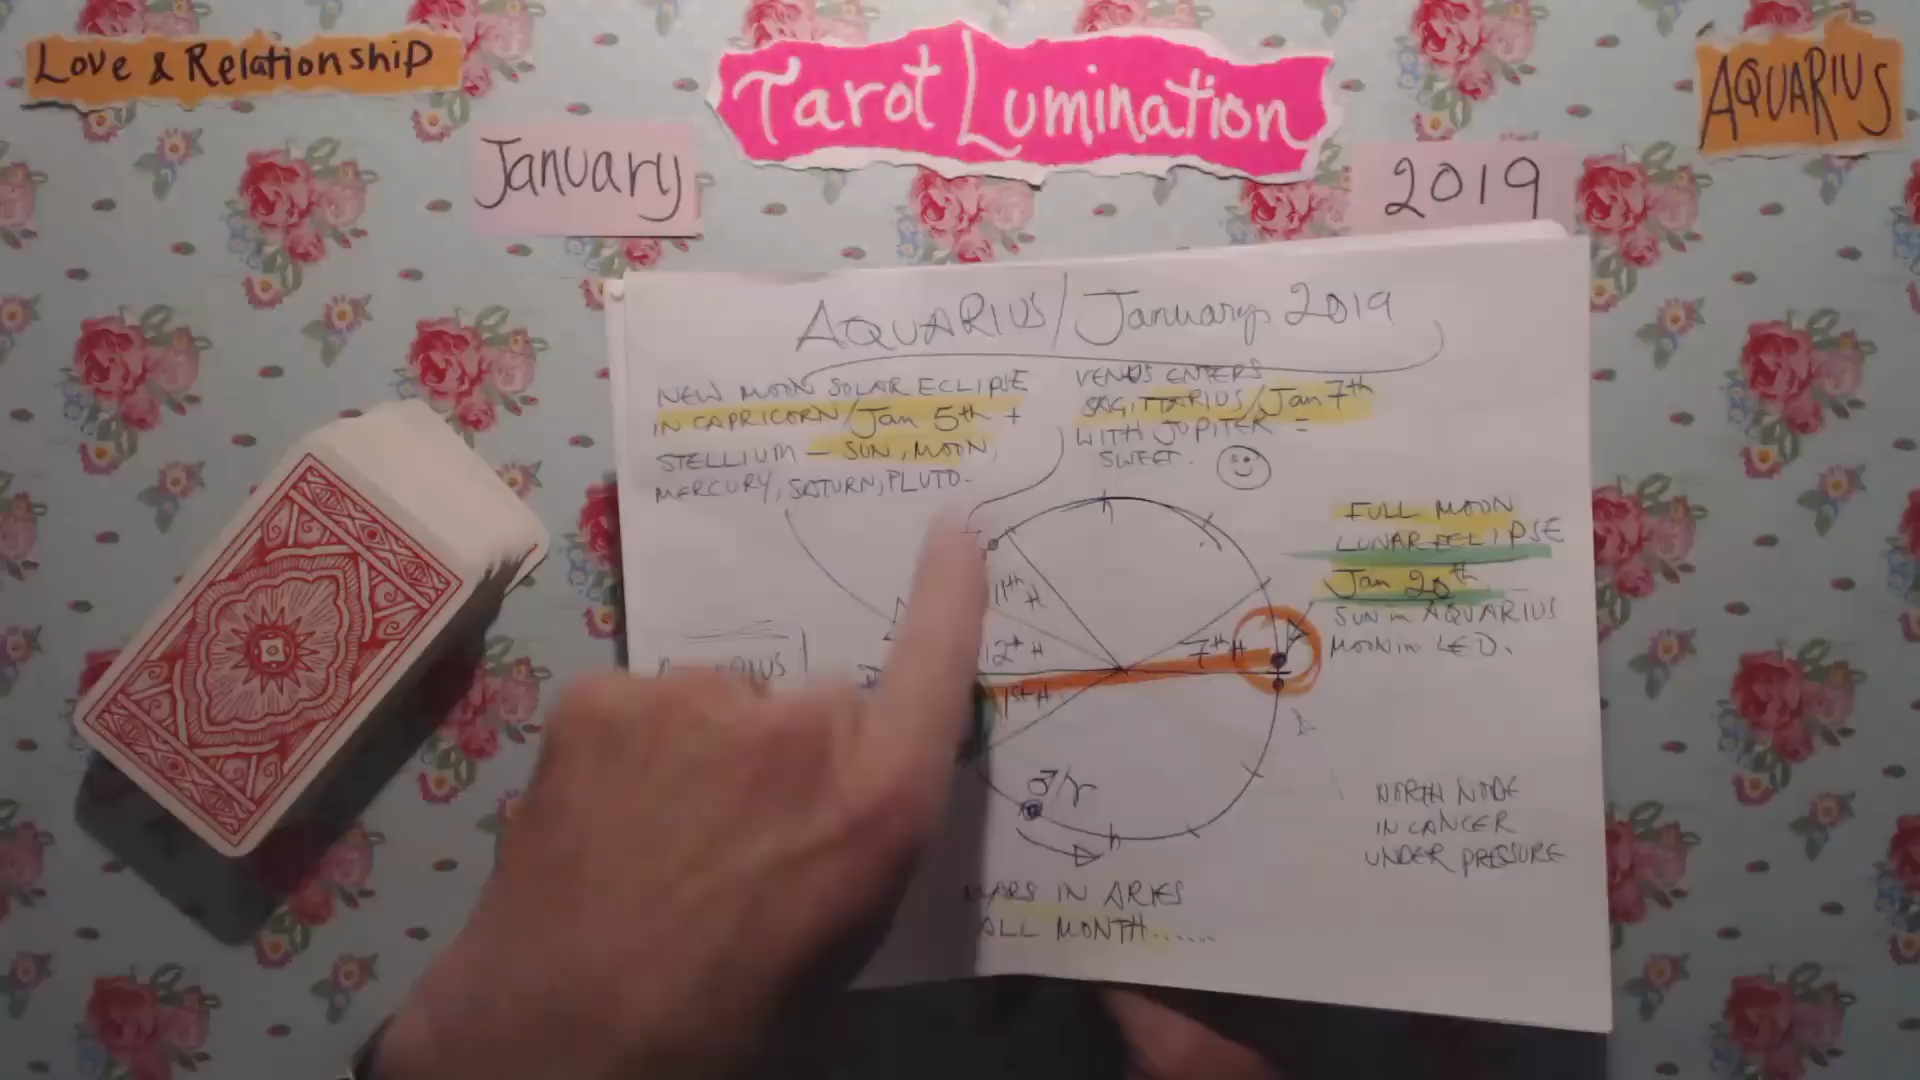 Love & Relationship
Tarot Lumination
AQUARIUS
January
2019
AQUARIUS/January 2019
NEW MOON SOLAR ECLIPSE
IN CAPRICORN/Jan 5th +
STELLIUM - SUN, MOON,
MERCURY, SATURN, PLUTO.
VENUS ENTERS
SAGITTARIUS/Jan 7th
WITH JUPITER =
SWEET.
FULL MOON
LUNAR ECLIPSE
Jan 20th
SUN in AQUARIUS
MOON in LEO.
11th H
12th H
7th H
1st H
♂/♈
NORTH NODE
IN CANCER
UNDER PRESSURE
MARS IN ARIES
ALL MONTH......